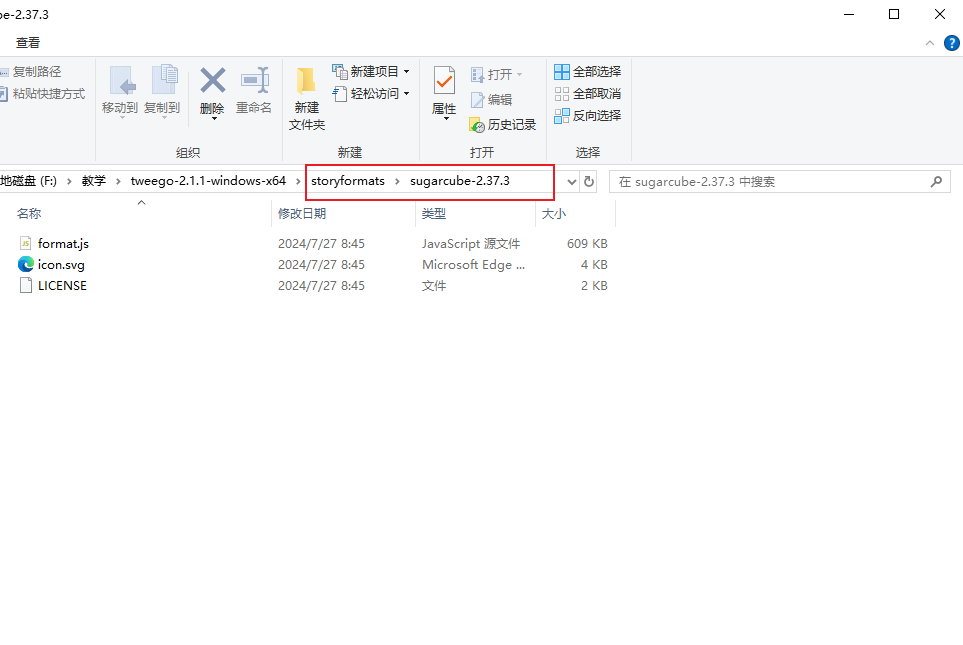 be-2.37.3
查看
复制路径
粘贴快捷方式
移动到
复制到
删除
重命名
组织
新建
文件夹
新建项目
轻松访问
新建
属性
打开
编辑
历史记录
打开
全部选择
全部取消
反向选择
选择
地磁盘 (F:) › 教学 › tweego-2.1.1-windows-x64 › storyformats › sugarcube-2.37.3
在 sugarcube-2.37.3 中搜索
名称 修改日期 类型 大小
format.js 2024/7/27 8:45 JavaScript 源文件 609 KB
icon.svg 2024/7/27 8:45 Microsoft Edge ... 4 KB
LICENSE 2024/7/27 8:45 文件 2 KB